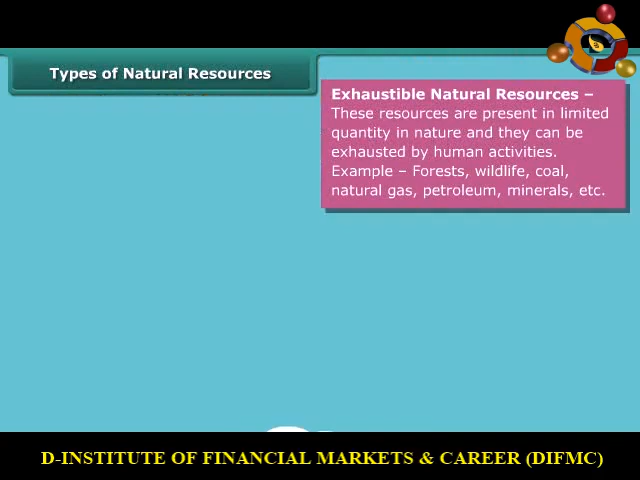 Types of Natural Resources
Exhaustible Natural Resources –
These resources are present in limited
quantity in nature and they can be
exhausted by human activities.
Example – Forests, wildlife, coal,
natural gas, petroleum, minerals, etc.
D-INSTITUTE OF FINANCIAL MARKETS & CAREER (DIFMC)